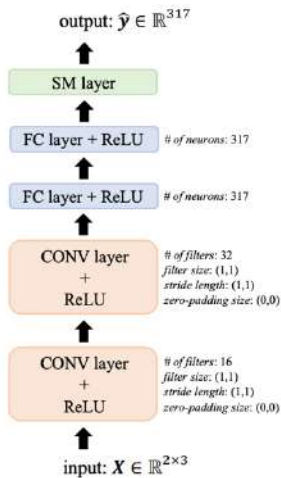 output: ŷ ∈ ℝ³¹⁷
SM layer
FC layer + ReLU
# of neurons: 317
FC layer + ReLU
# of neurons: 317
CONV layer
+
ReLU
# of filters: 32
filter size: (1,1)
stride length: (1,1)
zero-padding size: (0,0)
CONV layer
+
ReLU
# of filters: 16
filter size: (1,1)
stride length: (1,1)
zero-padding size: (0,0)
input: X ∈ ℝ²ˣ³